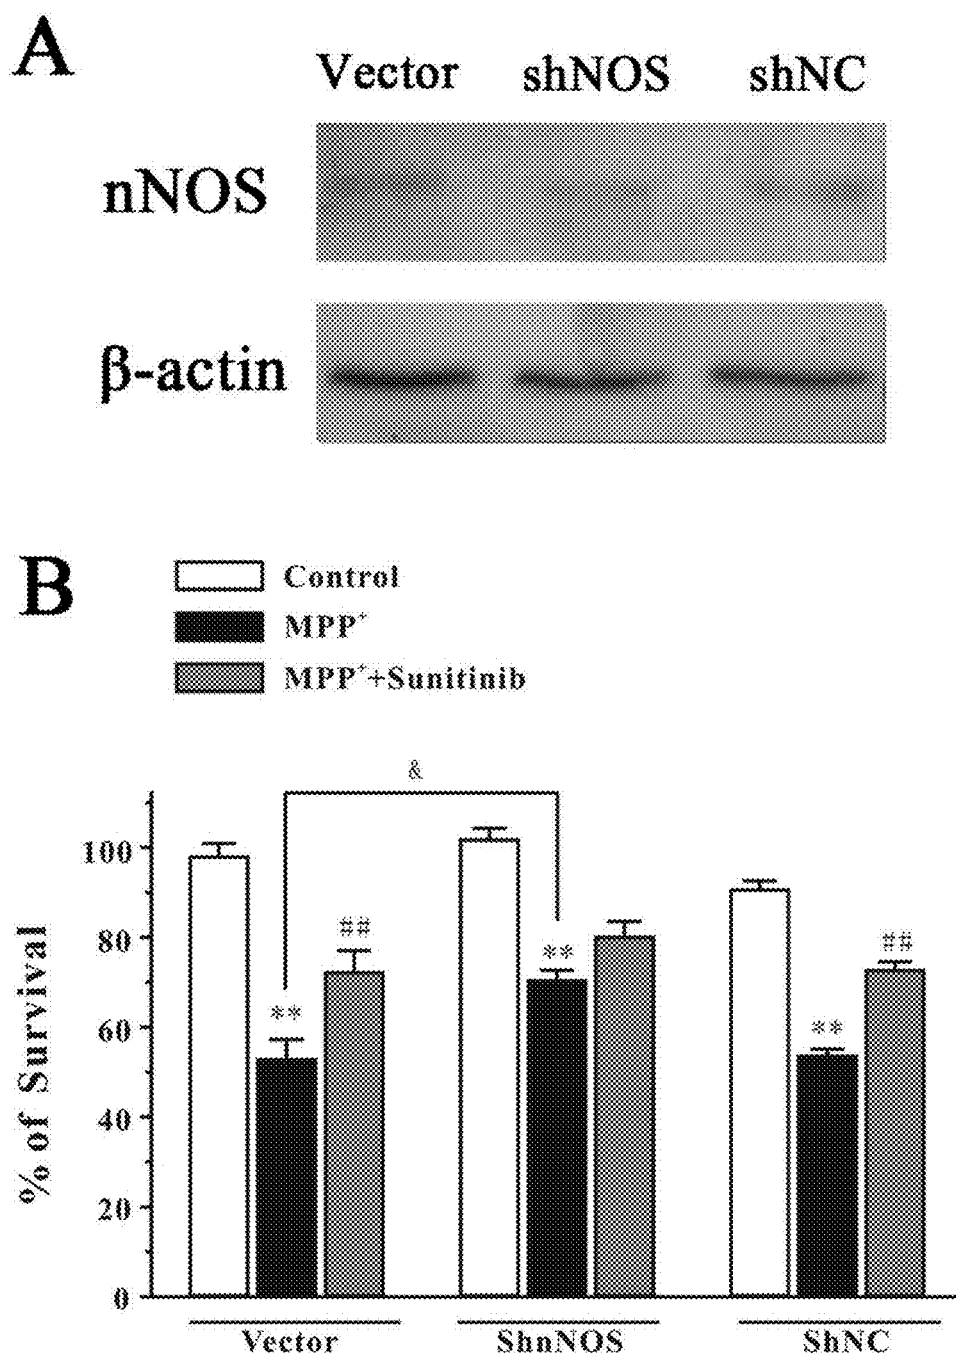 A
Vector shNOS shNC
nNOS
β-actin
B
Control
MPP⁺
MPP⁺+Sunitinib
&
100
80
60
40
20
0
% of Survival
** ## ** ** ##
Vector ShnNOS ShNC